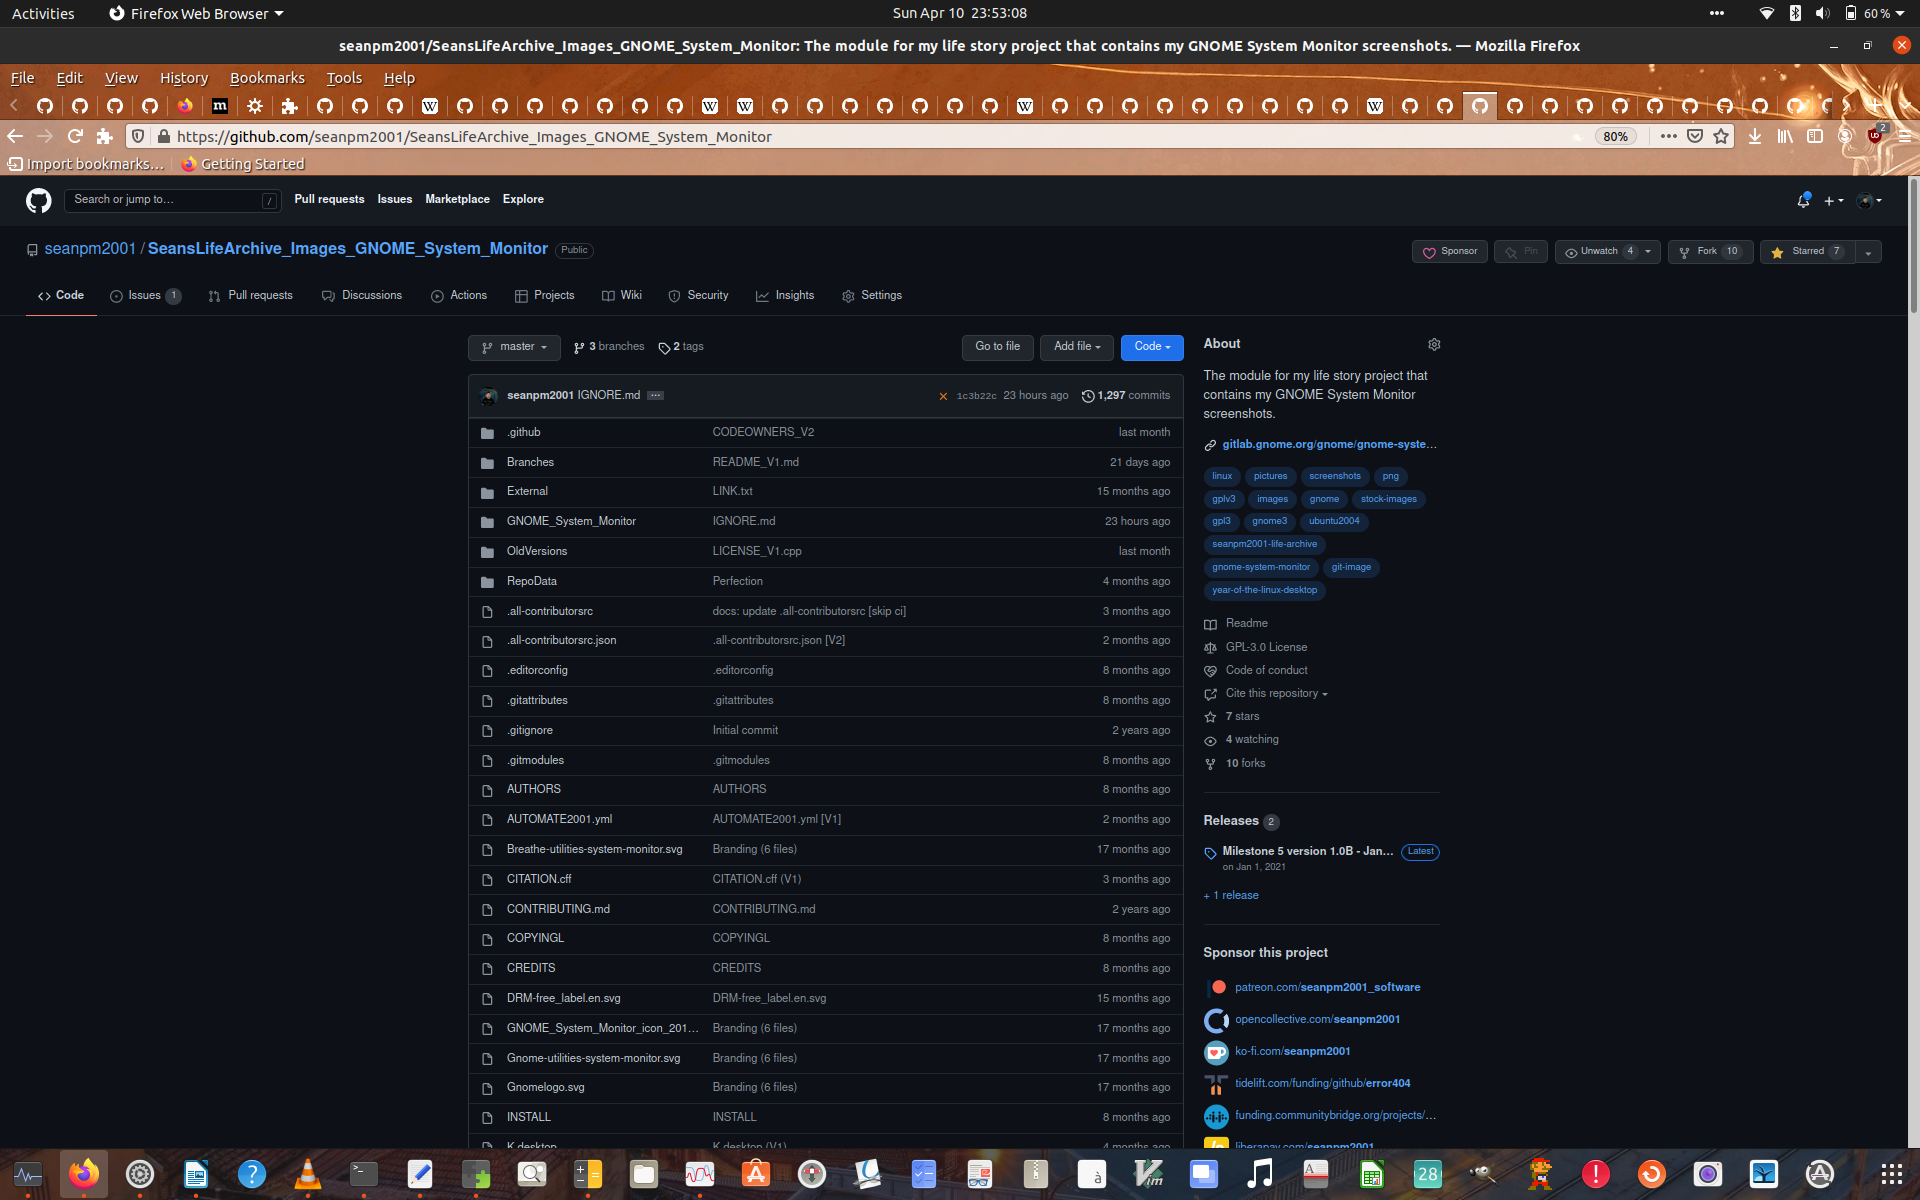 Activities Firefox Web Browser Sun Apr 10 23:53:08 60 %
seanpm2001/SeansLifeArchive_Images_GNOME_System_Monitor: The module for my life story project that contains my GNOME System Monitor screenshots. — Mozilla Firefox
File Edit View History Bookmarks Tools Help
https://github.com/seanpm2001/SeansLifeArchive_Images_GNOME_System_Monitor 80% 2
Import bookmarks… Getting Started
Search or jump to… / Pull requests Issues Marketplace Explore
seanpm2001 / SeansLifeArchive_Images_GNOME_System_Monitor Public Sponsor Pin Unwatch 4 Fork 10 Starred 7
Code Issues 1 Pull requests Discussions Actions Projects Wiki Security Insights Settings
master 3 branches 2 tags Go to file Add file Code
seanpm2001 IGNORE.md ... 1c3b22c 23 hours ago 1,297 commits
.github CODEOWNERS_V2 last month
Branches README_V1.md 21 days ago
External LINK.txt 15 months ago
GNOME_System_Monitor IGNORE.md 23 hours ago
OldVersions LICENSE_V1.cpp last month
RepoData Perfection 4 months ago
.all-contributorsrc docs: update .all-contributorsrc [skip ci] 3 months ago
.all-contributorsrc.json .all-contributorsrc.json [V2] 2 months ago
.editorconfig .editorconfig 8 months ago
.gitattributes .gitattributes 8 months ago
.gitignore Initial commit 2 years ago
.gitmodules .gitmodules 8 months ago
AUTHORS AUTHORS 8 months ago
AUTOMATE2001.yml AUTOMATE2001.yml [V1] 2 months ago
Breathe-utilities-system-monitor.svg Branding (6 files) 17 months ago
CITATION.cff CITATION.cff (V1) 3 months ago
CONTRIBUTING.md CONTRIBUTING.md 2 years ago
COPYINGL COPYINGL 8 months ago
CREDITS CREDITS 8 months ago
DRM-free_label.en.svg DRM-free_label.en.svg 15 months ago
GNOME_System_Monitor_icon_201... Branding (6 files) 17 months ago
Gnome-utilities-system-monitor.svg Branding (6 files) 17 months ago
Gnomelogo.svg Branding (6 files) 17 months ago
INSTALL INSTALL 8 months ago
K.desktop K.desktop (V1) 4 months ago
About
The module for my life story project that
contains my GNOME System Monitor
screenshots.
gitlab.gnome.org/gnome/gnome-syste…
linux pictures screenshots png
gplv3 images gnome stock-images
gpl3 gnome3 ubuntu2004
seanpm2001-life-archive
gnome-system-monitor git-image
year-of-the-linux-desktop
Readme
GPL-3.0 License
Code of conduct
Cite this repository
7 stars
4 watching
10 forks
Releases 2
Milestone 5 version 1.0B - Jan... Latest
on Jan 1, 2021
+ 1 release
Sponsor this project
patreon.com/seanpm2001_software
opencollective.com/seanpm2001
ko-fi.com/seanpm2001
tidelift.com/funding/github/error404
funding.communitybridge.org/projects/…
liberapay.com/seanpm2001
28